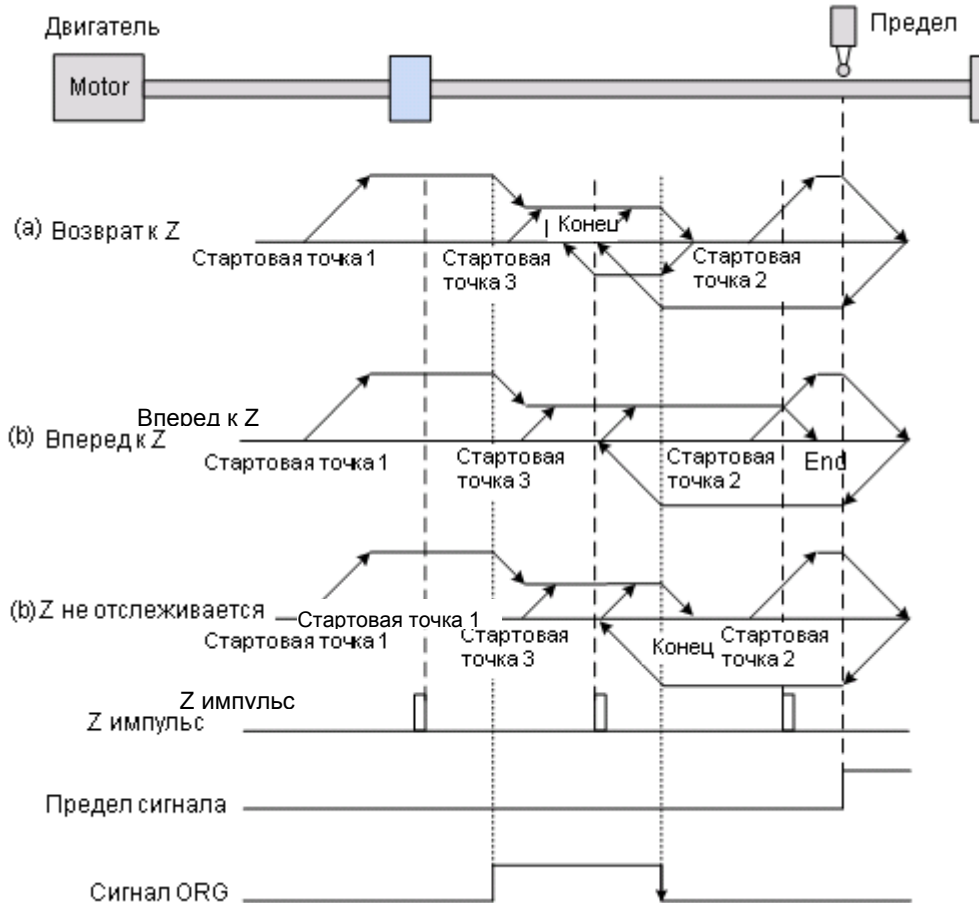 Двигатель
Предел
Motor
(a) Возврат к Z
Конец
Стартовая точка 1
Стартовая
точка 3
Стартовая
точка 2
Вперед к Z
(b) Вперед к Z
Стартовая точка 1
Стартовая
точка 3
Стартовая
точка 2
End
(b) Z не отслеживается
Стартовая точка 1
Стартовая точка 1
Стартовая
точка 3
Конец
Стартовая
точка 2
Z импульс
Z импульс
Предел сигнала
Сигнал ORG